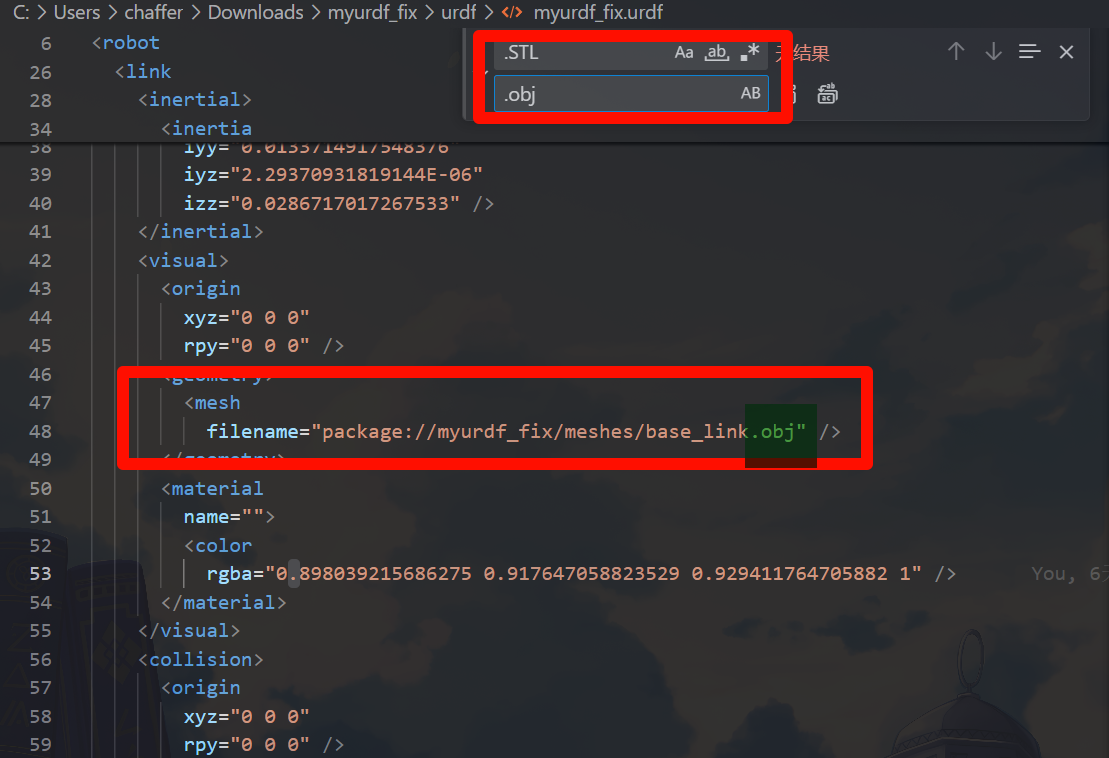 C: > Users > chaffer > Downloads > myurdf_fix > urdf > myurdf_fix.urdf
.STL Aa ab .* 结果
.obj AB
6 <robot
26 <link
28 <inertial>
34 <inertia
38 iyy="0.0133714917548376"
39 iyz="2.29370931819144E-06"
40 izz="0.0286717017267533" />
41 </inertial>
42 <visual>
43 <origin
44 xyz="0 0 0"
45 rpy="0 0 0" />
46 <geometry>
47 <mesh
48 filename="package://myurdf_fix/meshes/base_link.obj" />
49 </geometry>
50 <material
51 name="">
52 <color
53 rgba="0.898039215686275 0.917647058823529 0.929411764705882 1" /> You, 6
54 </material>
55 </visual>
56 <collision>
57 <origin
58 xyz="0 0 0"
59 rpy="0 0 0" />